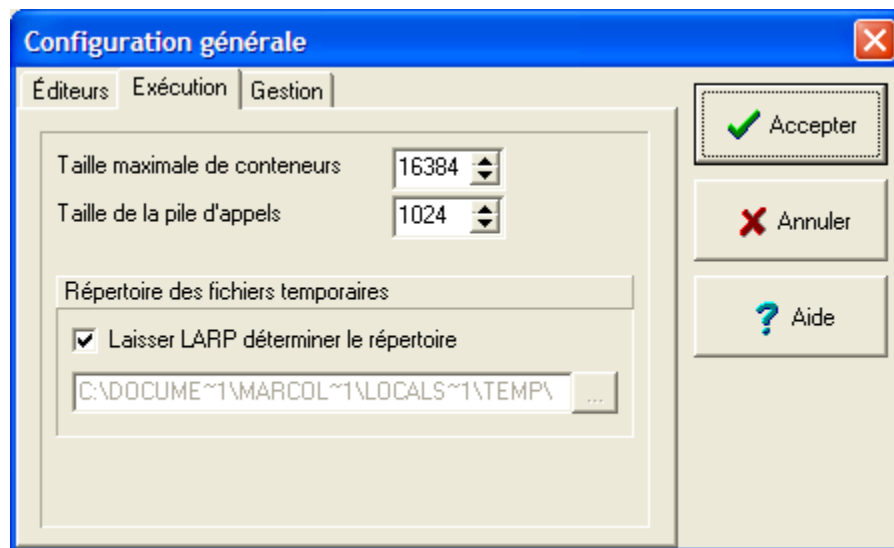 Configuration générale
Éditeurs Exécution Gestion
Taille maximale de conteneurs 16384
Taille de la pile d'appels 1024
Répertoire des fichiers temporaires
Laisser LARP déterminer le répertoire
C:\DOCUME~1\MARCOL~1\LOCALS~1\TEMP\ ...
Accepter
Annuler
? Aide